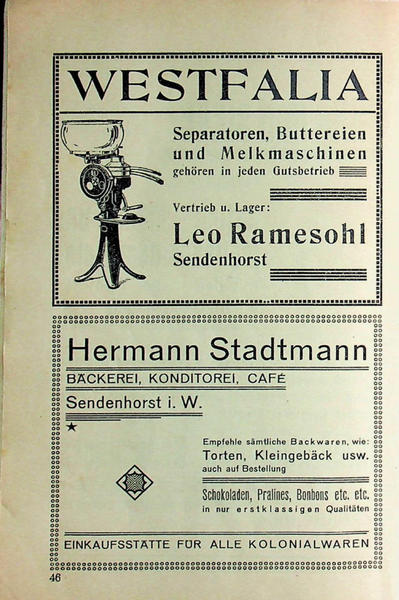 WESTFALIA
Separatoren, Buttereien
und Melkmaschinen
gehören in jeden Gutsbetrieb
Vertrieb u. Lager:
Leo Ramesohl
Sendenhorst
Hermann Stadtmann
BÄCKEREI, KONDITOREI, CAFÉ
Sendenhorst i. W.
Empfehle sämtliche Backwaren, wie:
Torten, Kleingebäck usw.
auch auf Bestellung
Schokoladen, Pralines, Bonbons etc. etc.
in nur erstklassigen Qualitäten
EINKAUFSSTÄTTE FÜR ALLE KOLONIALWAREN
46